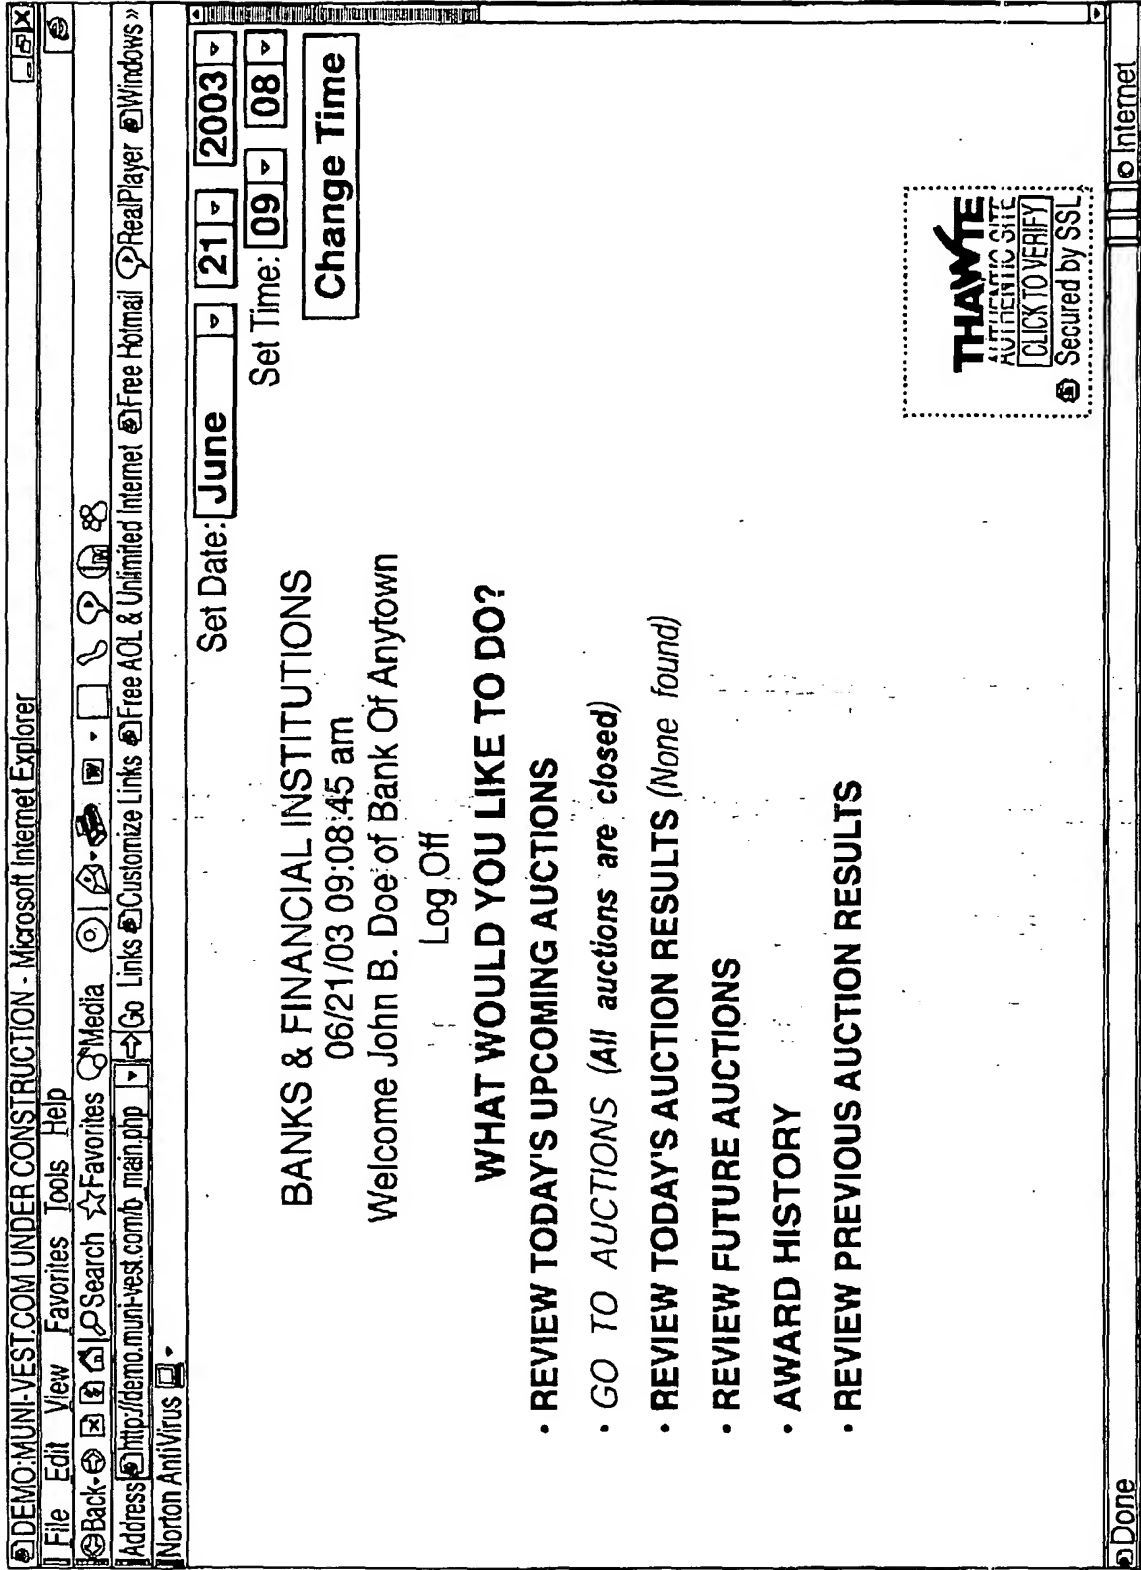 DEMO:MUNI-VEST.COM UNDER CONSTRUCTION - Microsoft Internet Explorer
File Edit View Favorites Tools Help
Back Search Favorites Media
Address http://demo.muni-vest.com/b_main.php Go Links Customize Links Free AOL & Unlimited Internet Free Hotmail RealPlayer Windows »
Norton AntiVirus
Set Date: June 21 2003
Set Time: 09 08
Change Time
BANKS & FINANCIAL INSTITUTIONS
06/21/03 09:08:45 am
Welcome John B. Doe of Bank Of Anytown
Log Off
WHAT WOULD YOU LIKE TO DO?
• REVIEW TODAY'S UPCOMING AUCTIONS
• GO TO AUCTIONS (All auctions are closed)
• REVIEW TODAY'S AUCTION RESULTS (None found)
• REVIEW FUTURE AUCTIONS
• AWARD HISTORY
• REVIEW PREVIOUS AUCTION RESULTS
THAWTE
AUTHENTIC SITE
CLICK TO VERIFY
Secured by SSL
Done
Internet